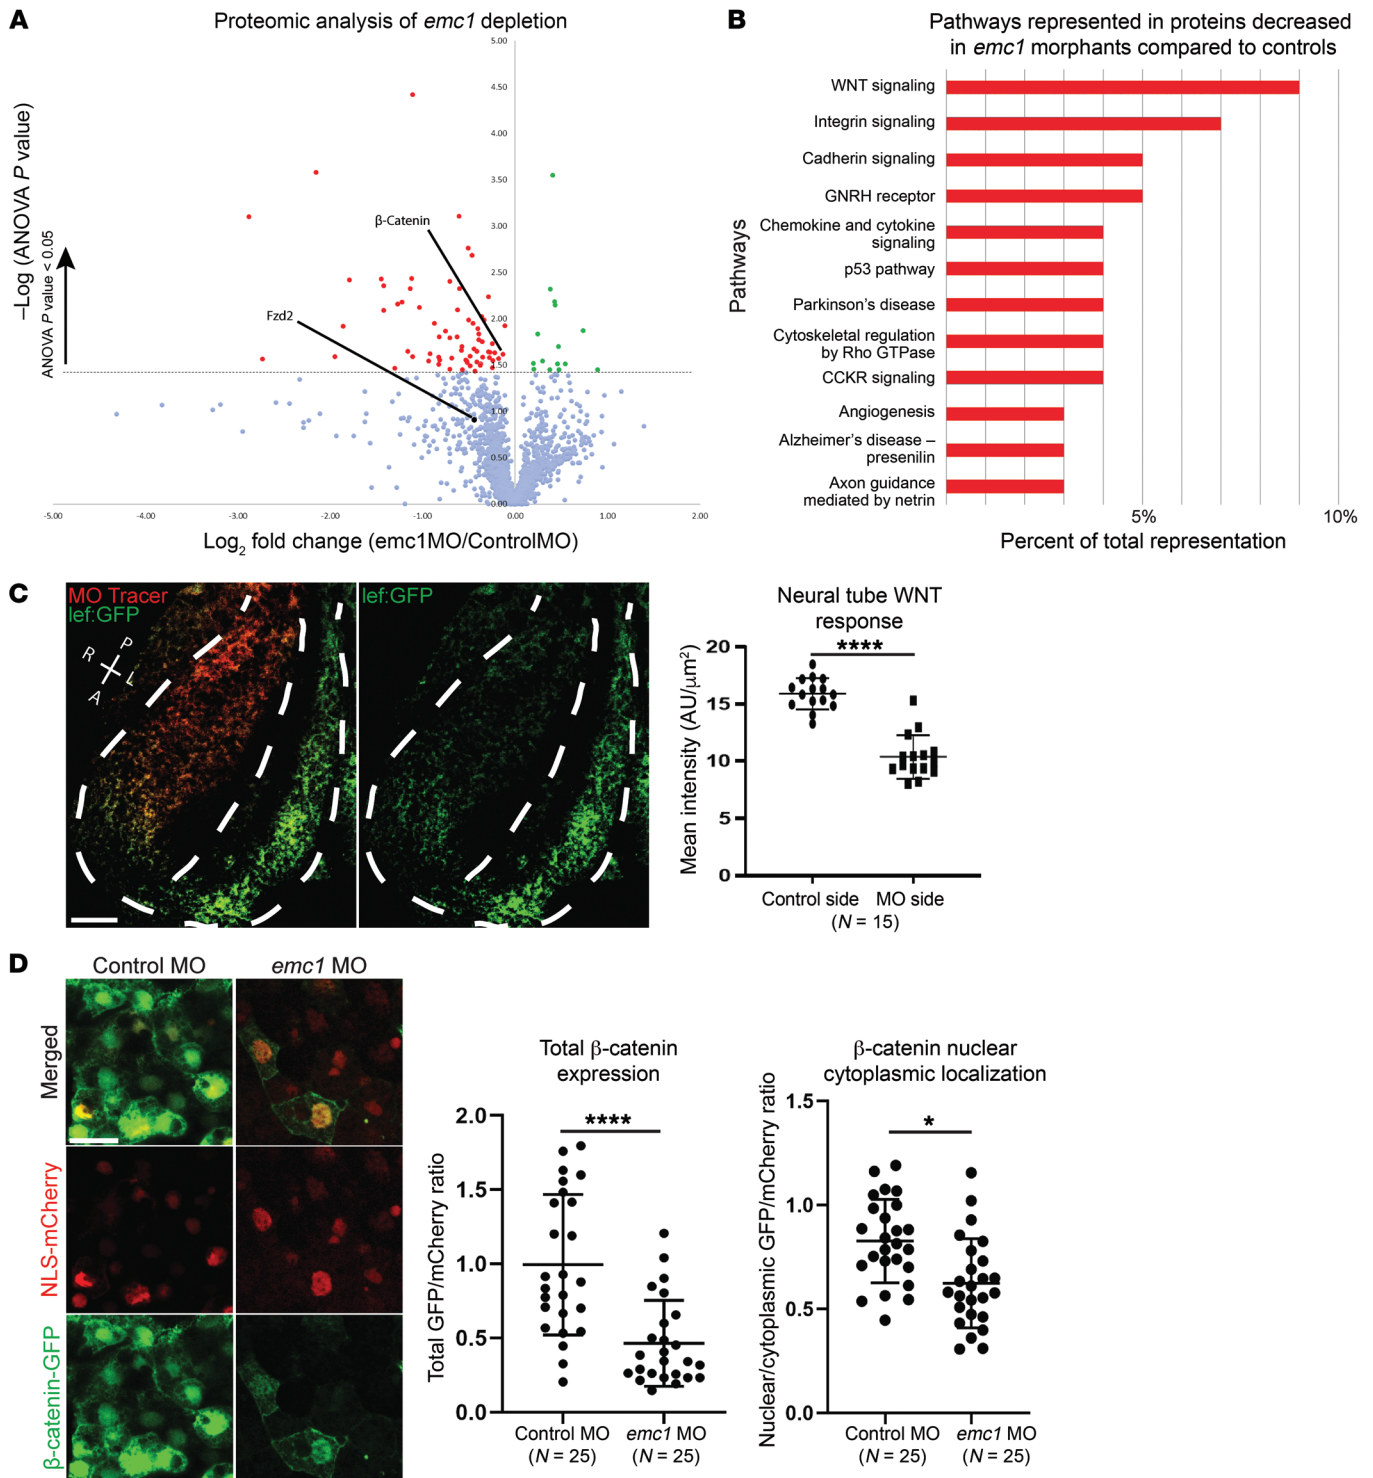 A
Proteomic analysis of emc1 depletion
–Log (ANOVA P value)
ANOVA P value < 0.05
5.00
4.50
4.00
3.50
3.00
2.50
2.00
1.50
1.00
0.50
0.00
β-Catenin
Fzd2
-5.00 -4.00 -3.00 -2.00 -1.00 0.00 1.00 2.00
Log2 fold change (emc1MO/ControlMO)
B
Pathways represented in proteins decreased
in emc1 morphants compared to controls
Pathways
WNT signaling
Integrin signaling
Cadherin signaling
GNRH receptor
Chemokine and cytokine
signaling
p53 pathway
Parkinson's disease
Cytoskeletal regulation
by Rho GTPase
CCKR signaling
Angiogenesis
Alzheimer's disease –
presenilin
Axon guidance
mediated by netrin
5% 10%
Percent of total representation
C
MO Tracer
lef:GFP
P
R
L
A
lef:GFP
Neural tube WNT
response
****
Mean intensity (AU/μm2)
20
15
10
5
0
Control side MO side
(N = 15)
D
Control MO emc1 MO
Merged
NLS-mCherry
β-catenin-GFP
Total β-catenin
expression
****
Total GFP/mCherry ratio
2.0
1.5
1.0
0.5
0.0
Control MO emc1 MO
(N = 25) (N = 25)
β-catenin nuclear
cytoplasmic localization
*
Nuclear/cytoplasmic GFP/mCherry ratio
1.5
1.0
0.5
0.0
Control MO emc1 MO
(N = 25) (N = 25)